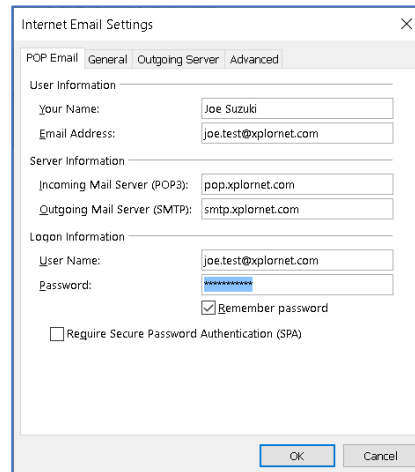 Internet Email Settings
POP Email General Outgoing Server Advanced
User Information
Your Name: Joe Suzuki
Email Address: joe.test@xplornet.com
Server Information
Incoming Mail Server (POP3): pop.xplornet.com
Outgoing Mail Server (SMTP): smtp.xplornet.com
Logon Information
User Name: joe.test@xplornet.com
Password: ***********
Remember password
Require Secure Password Authentication (SPA)
OK Cancel